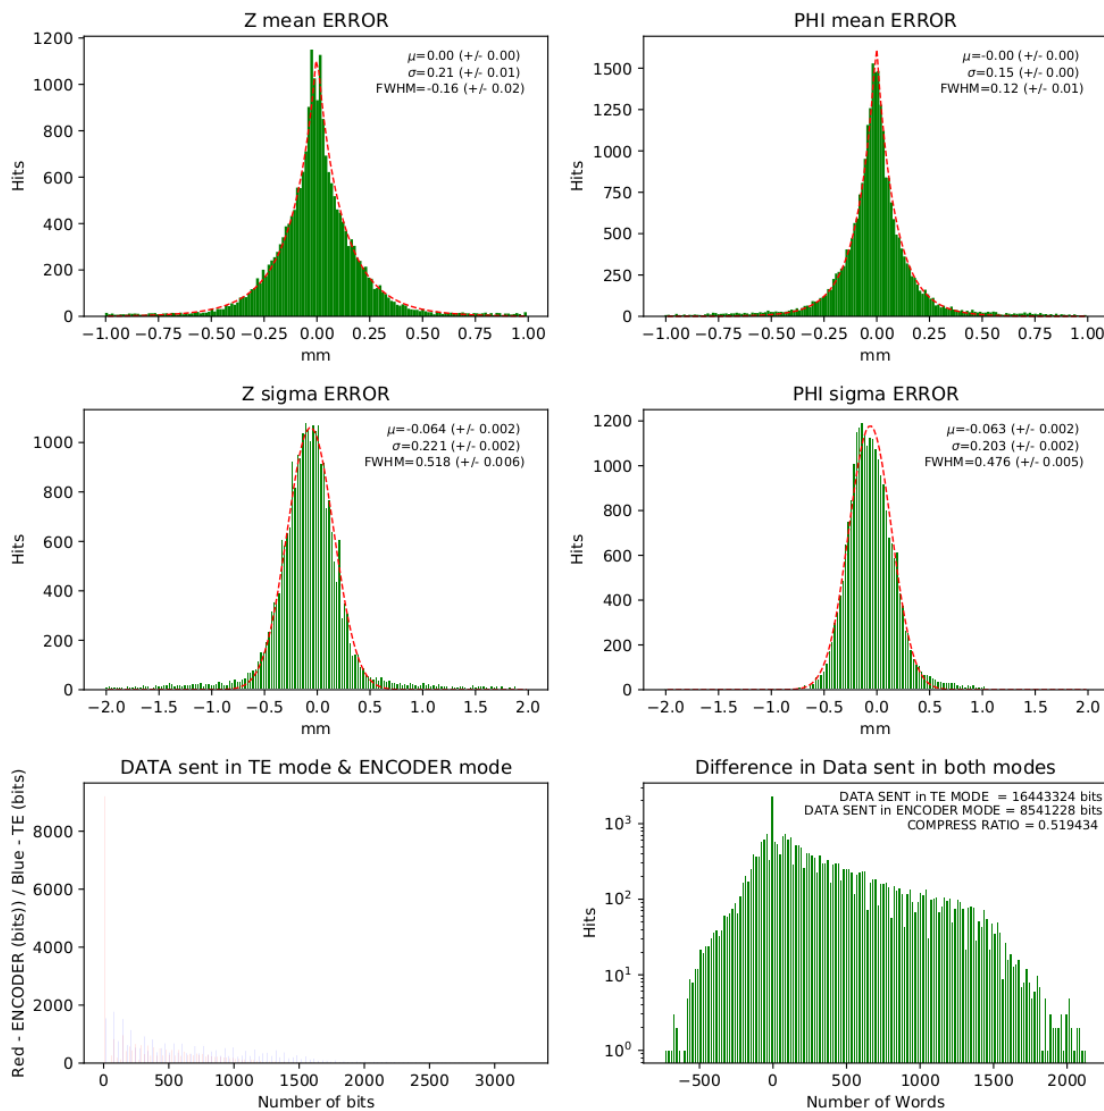 Z mean ERROR
μ=0.00 (+/- 0.00)
σ=0.21 (+/- 0.01)
FWHM=-0.16 (+/- 0.02)
Hits
1200
1000
800
600
400
200
0
−1.00 −0.75 −0.50 −0.25 0.00 0.25 0.50 0.75 1.00
mm
PHI mean ERROR
μ=-0.00 (+/- 0.00)
σ=0.15 (+/- 0.00)
FWHM=0.12 (+/- 0.01)
Hits
1500
1250
1000
750
500
250
0
−1.00 −0.75 −0.50 −0.25 0.00 0.25 0.50 0.75 1.00
mm
Z sigma ERROR
μ=-0.064 (+/- 0.002)
σ=0.221 (+/- 0.002)
FWHM=0.518 (+/- 0.006)
Hits
1000
800
600
400
200
0
−2.0 −1.5 −1.0 −0.5 0.0 0.5 1.0 1.5 2.0
mm
PHI sigma ERROR
μ=-0.063 (+/- 0.002)
σ=0.203 (+/- 0.002)
FWHM=0.476 (+/- 0.005)
Hits
1200
1000
800
600
400
200
0
−2.0 −1.5 −1.0 −0.5 0.0 0.5 1.0 1.5 2.0
mm
DATA sent in TE mode & ENCODER mode
Red - ENCODER (bits)) / Blue - TE (bits)
8000
6000
4000
2000
0
0 500 1000 1500 2000 2500 3000
Number of bits
Difference in Data sent in both modes
DATA SENT in TE MODE = 16443324 bits
DATA SENT in ENCODER MODE = 8541228 bits
COMPRESS RATIO = 0.519434
Hits
10³
10²
10¹
10⁰
−500 0 500 1000 1500 2000
Number of Words